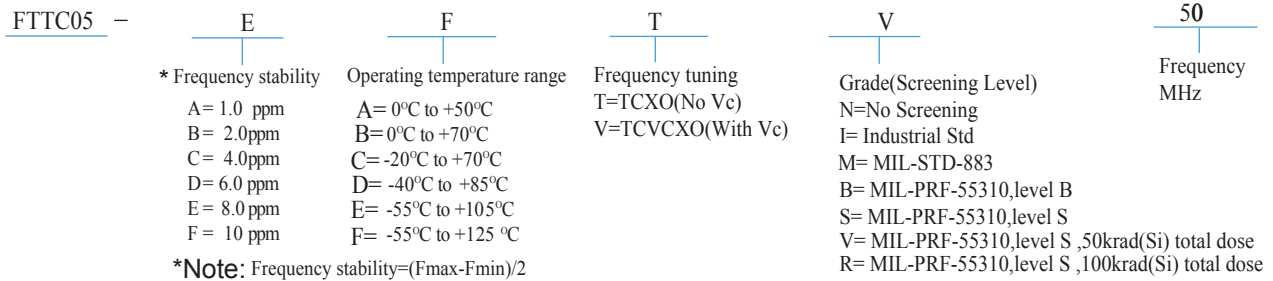 FTTC05 – E F T V 50
* Frequency stability
A= 1.0 ppm
B= 2.0ppm
C= 4.0ppm
D= 6.0 ppm
E= 8.0 ppm
F= 10 ppm
Operating temperature range
A= 0°C to +50°C
B= 0°C to +70°C
C= -20°C to +70°C
D= -40°C to +85°C
E= -55°C to +105°C
F= -55°C to +125 °C
*Note: Frequency stability=(Fmax-Fmin)/2
Frequency tuning
T=TCXO(No Vc)
V=TCVCXO(With Vc)
Grade(Screening Level)
N=No Screening
I= Industrial Std
M= MIL-STD-883
B= MIL-PRF-55310,level B
S= MIL-PRF-55310,level S
V= MIL-PRF-55310,level S ,50krad(Si) total dose
R= MIL-PRF-55310,level S ,100krad(Si) total dose
Frequency
MHz